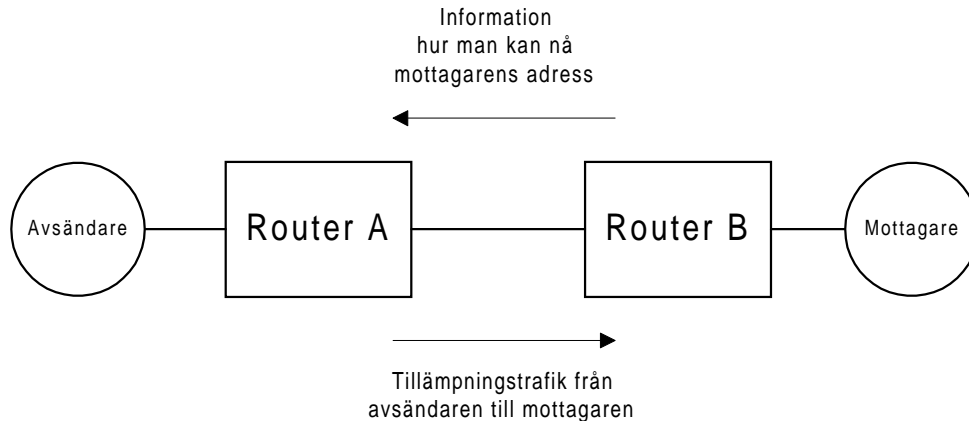 Information
hur man kan nå
mottagarens adress
Avsändare
Router A
Router B
Mottagare
Tillämpningstrafik från
avsändaren till mottagaren